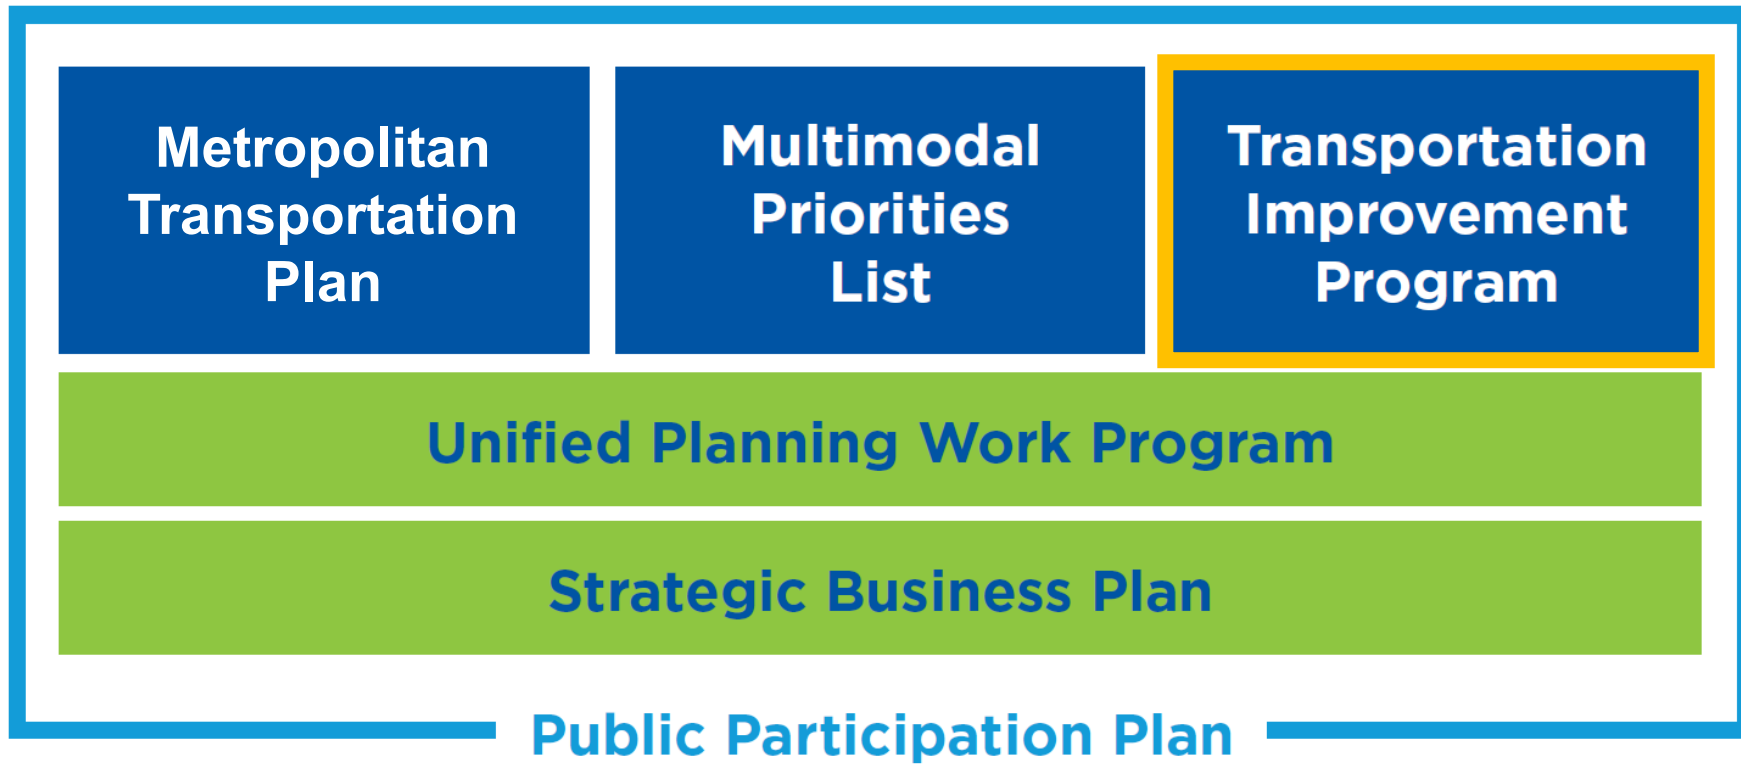 Metropolitan
Transportation
Plan
Multimodal
Priorities
List
Transportation
Improvement
Program
Unified Planning Work Program
Strategic Business Plan
Public Participation Plan